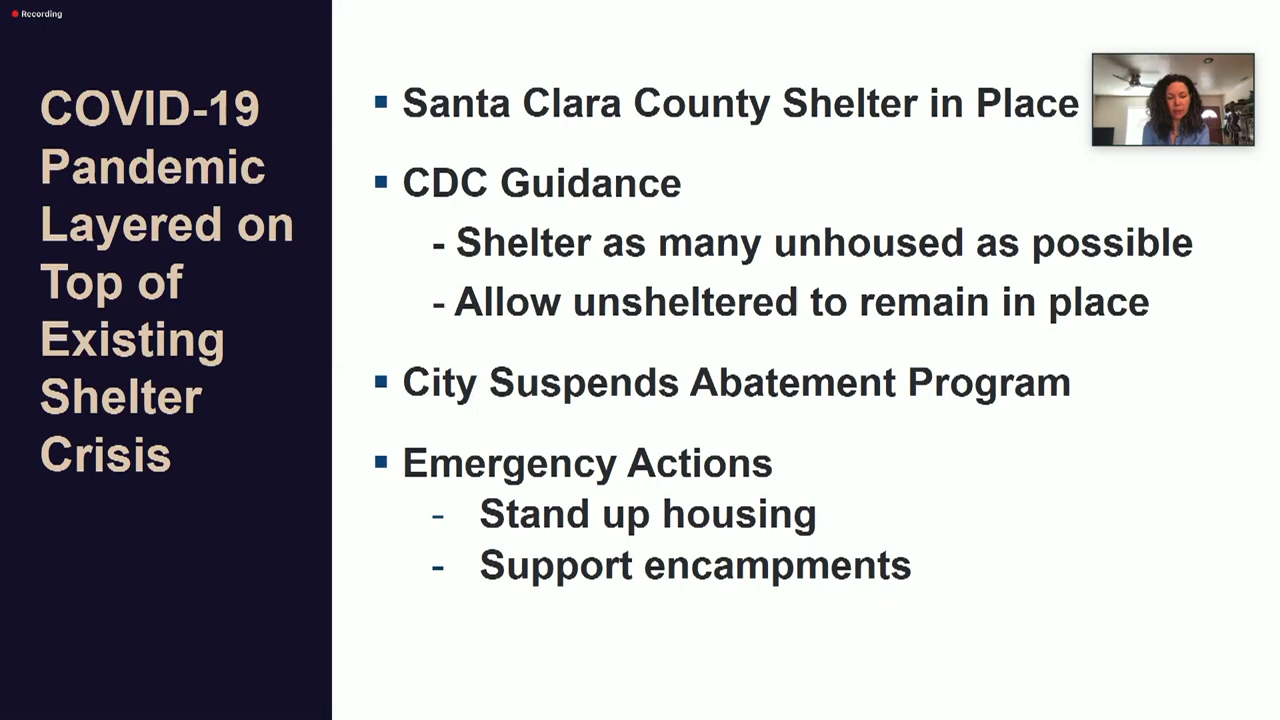 Recording
COVID-19
Pandemic
Layered on
Top of
Existing
Shelter
Crisis
▪ Santa Clara County Shelter in Place
▪ CDC Guidance
- Shelter as many unhoused as possible
- Allow unsheltered to remain in place
▪ City Suspends Abatement Program
▪ Emergency Actions
- Stand up housing
- Support encampments